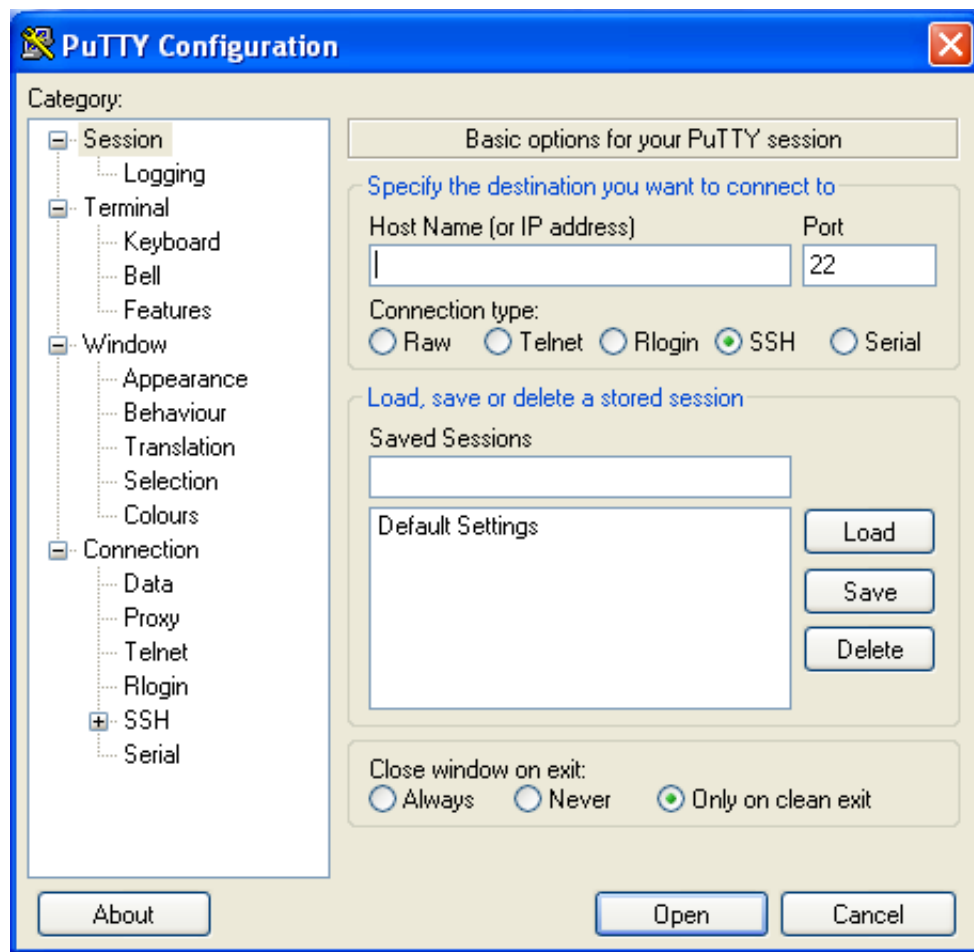 PuTTY Configuration
Category:
Session
Logging
Terminal
Keyboard
Bell
Features
Window
Appearance
Behaviour
Translation
Selection
Colours
Connection
Data
Proxy
Telnet
Rlogin
SSH
Serial
Basic options for your PuTTY session
Specify the destination you want to connect to
Host Name (or IP address) Port
22
Connection type:
Raw Telnet Rlogin SSH Serial
Load, save or delete a stored session
Saved Sessions
Default Settings
Load
Save
Delete
Close window on exit:
Always Never Only on clean exit
About Open Cancel